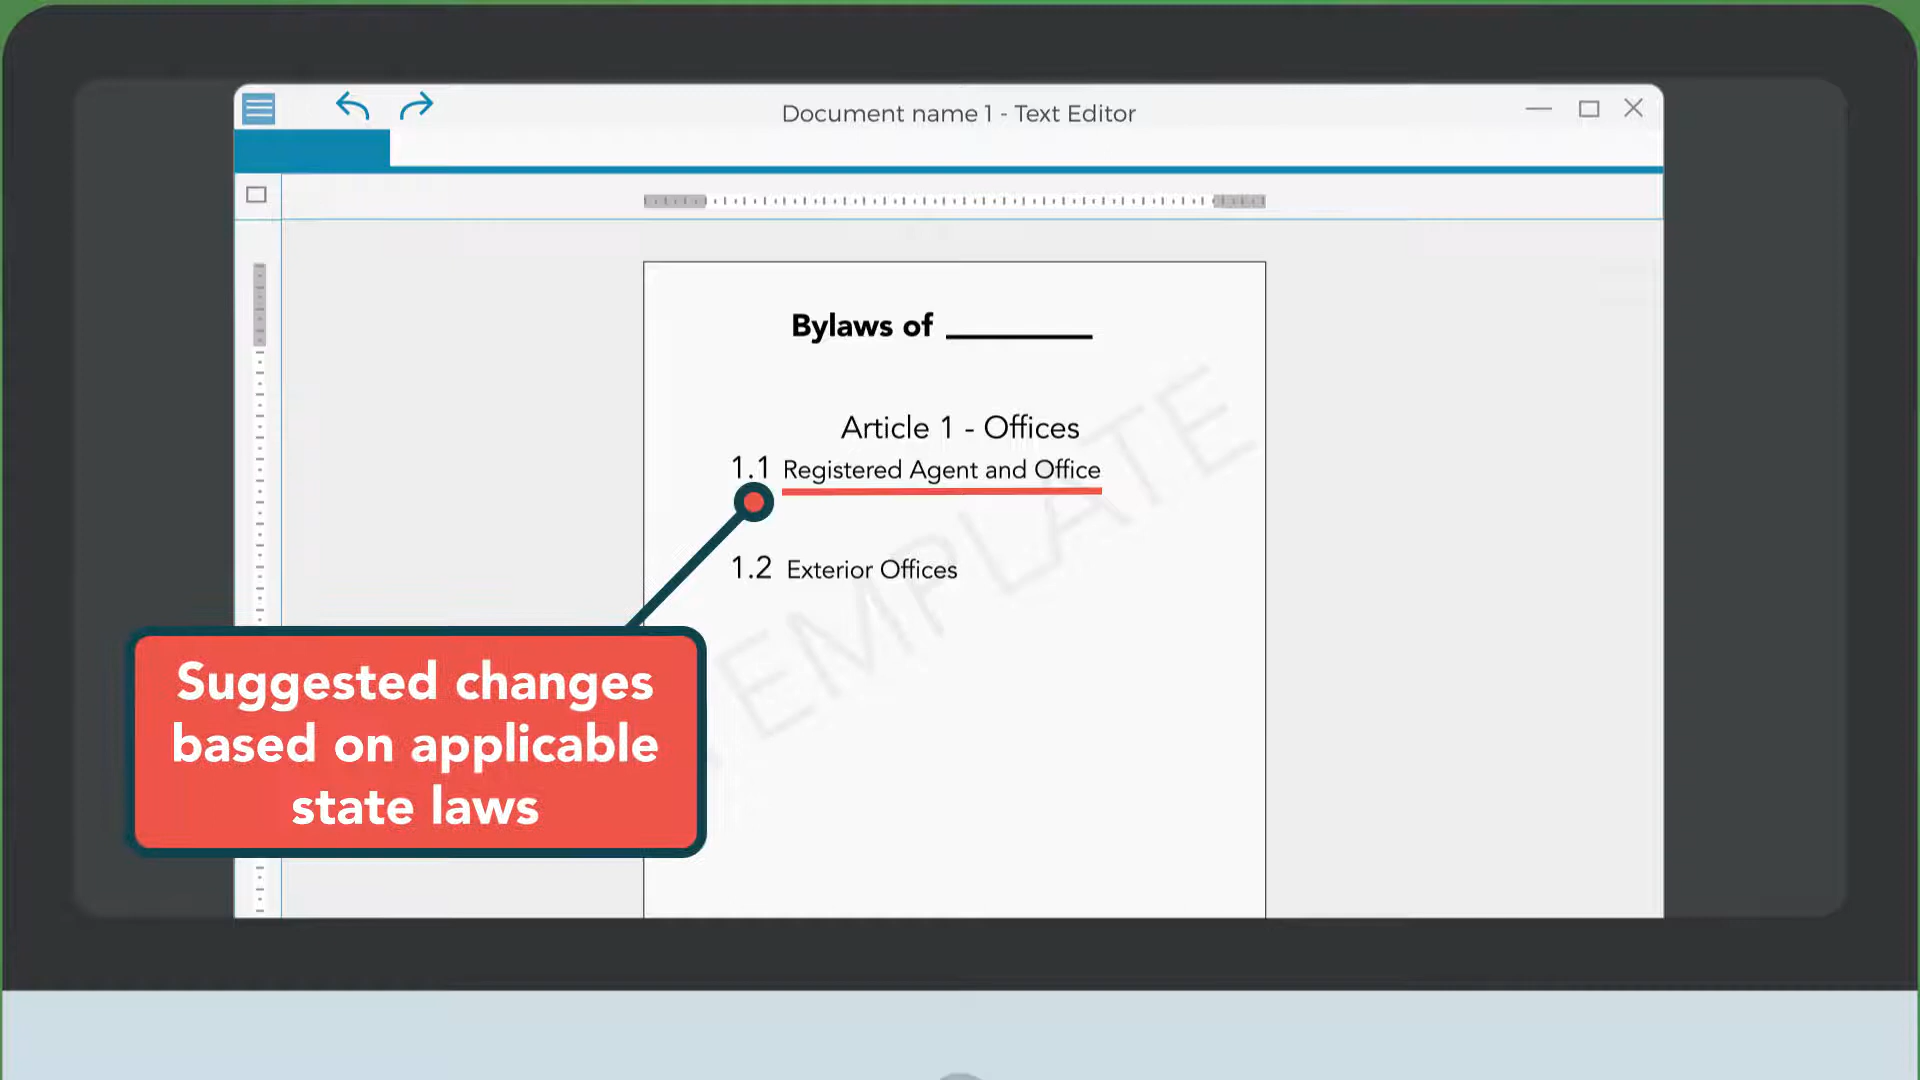 Document name 1 - Text Editor
Bylaws of ________
Article 1 - Offices
1.1 Registered Agent and Office
1.2 Exterior Offices
TEMPLATE
Suggested changes
based on applicable
state laws